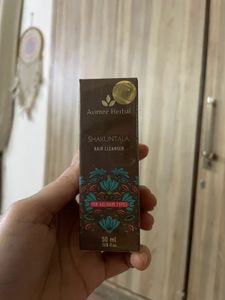 Avimee Herbal
SHAKUNTALA
HAIR CLEANSER
FOR ALL HAIR TYPES
50 ml